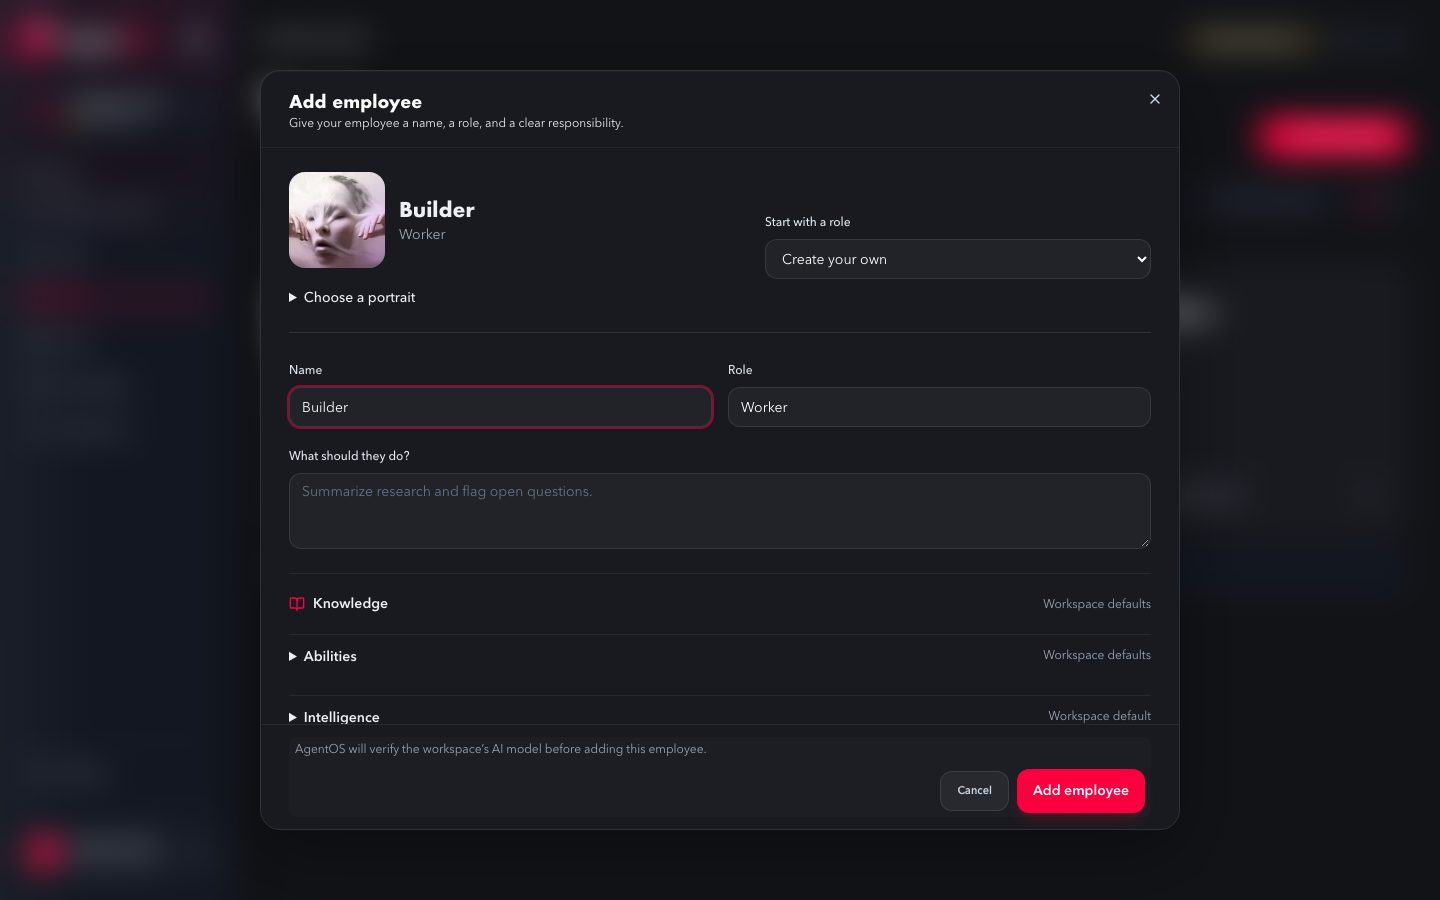 Add employee
Give your employee a name, a role, and a clear responsibility.
Builder
Worker
Start with a role
Create your own
Choose a portrait
Name
Role
Builder
Worker
What should they do?
Summarize research and flag open questions.
Knowledge
Workspace defaults
Abilities
Workspace defaults
Intelligence
Workspace default
AgentOS will verify the workspace's AI model before adding this employee.
Cancel
Add employee